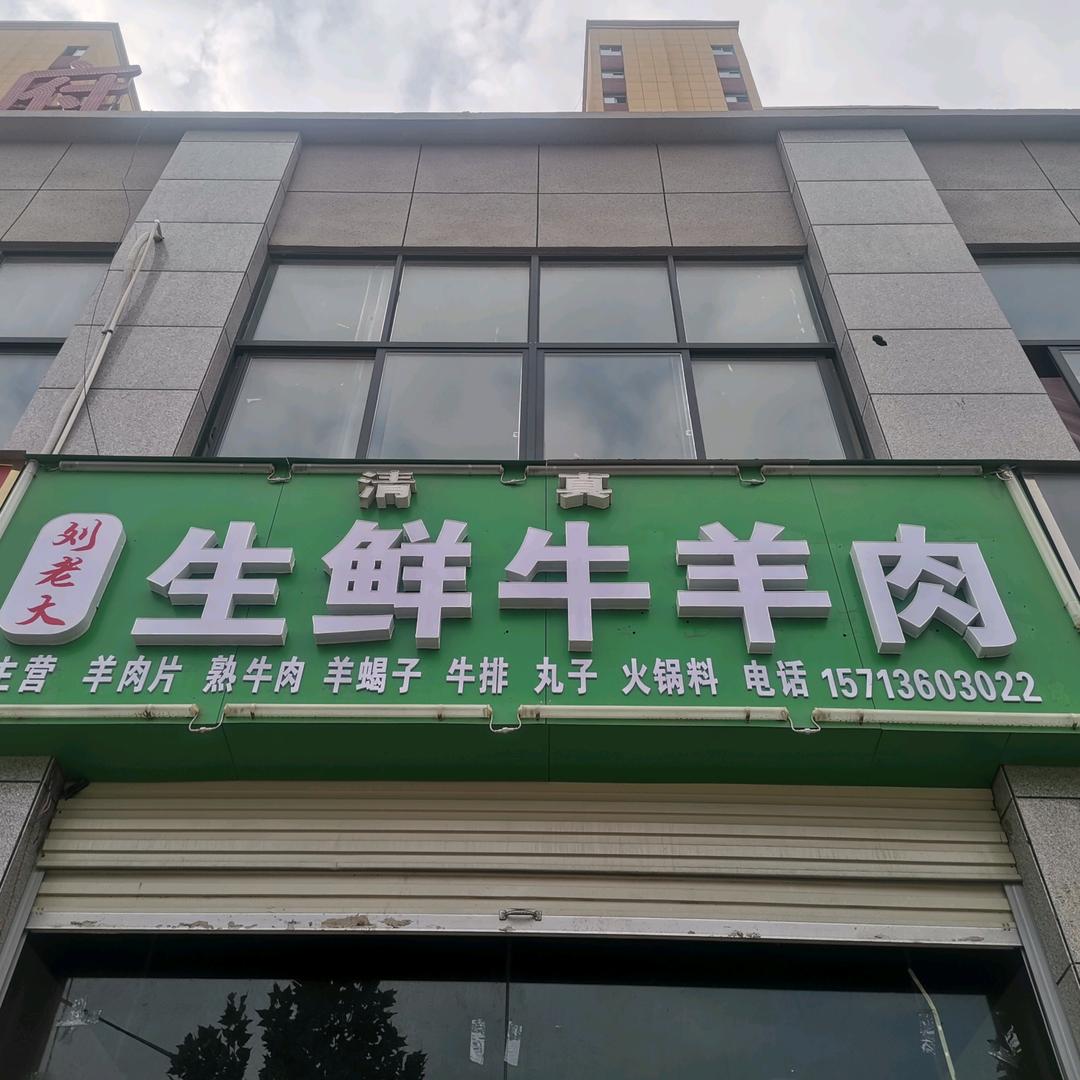 清真
刘老大
生鲜牛羊肉
主营 羊肉片 熟牛肉 羊蝎子 牛排 丸子 火锅料 电话 15713603022